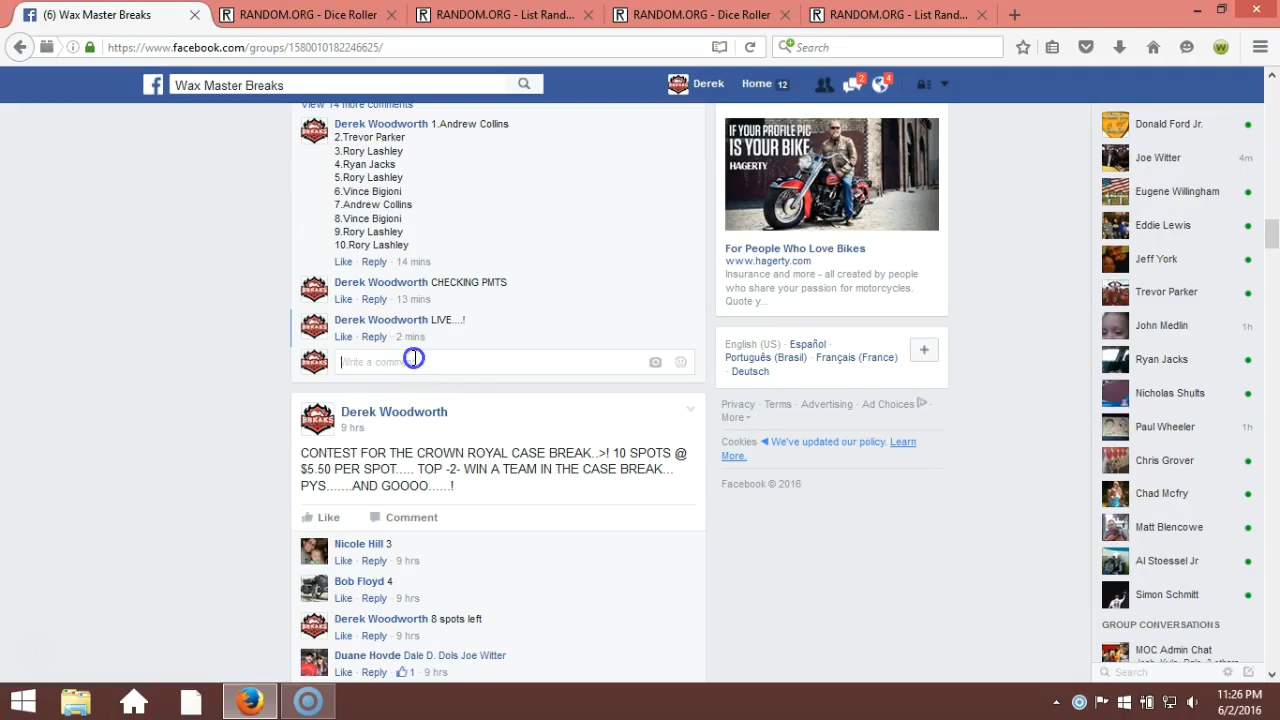 (6) Wax Master Breaks
RANDOM.ORG - Dice Roller
RANDOM.ORG - List Rand...
RANDOM.ORG - Dice Roller
RANDOM.ORG - List Rand...
https://www.facebook.com/groups/1580010182246625/
Search
Wax Master Breaks
Derek
Home 12
2
4
View 14 more comments
Derek Woodworth 1.Andrew Collins
2.Trevor Parker
3.Rory Lashley
4.Ryan Jacks
5.Rory Lashley
6.Vince Bigioni
7.Andrew Collins
8.Vince Bigioni
9.Rory Lashley
10.Rory Lashley
Like · Reply · 14 mins
Derek Woodworth CHECKING PMTS
Like · Reply · 13 mins
Derek Woodworth LIVE....!
Like · Reply · 2 mins
Write a comment...
Derek Woodworth
9 hrs
CONTEST FOR THE CROWN ROYAL CASE BREAK..>! 10 SPOTS @
$5.50 PER SPOT..... TOP -2- WIN A TEAM IN THE CASE BREAK...
PYS.......AND GOOOO......!
Like Comment
Nicole Hill 3
Like · Reply · 9 hrs
Bob Floyd 4
Like · Reply · 9 hrs
Derek Woodworth 8 spots left
Like · Reply · 9 hrs
Duane Hovde Dale D. Dols Joe Witter
Like · Reply · 1 · 9 hrs
IF YOUR PROFILE PIC
IS YOUR BIKE
HAGERTY
For People Who Love Bikes
www.hagerty.com
Insurance and more - all created by people
who share your passion for motorcycles.
Quote y...
English (US) · Español ·
Português (Brasil) · Français (France)
· Deutsch
Privacy · Terms · Advertising · Ad Choices ·
More
Cookies We've updated our policy. Learn
More.
Facebook © 2016
Donald Ford Jr.
Joe Witter 4m
Eugene Willingham
Eddie Lewis
Jeff York
Trevor Parker
John Medlin 1h
Ryan Jacks
Nicholas Shults
Paul Wheeler 1h
Chris Grover
Chad Mcfry
Matt Blencowe
Al Stoessel Jr
Simon Schmitt
GROUP CONVERSATIONS
MOC Admin Chat
Search
11:26 PM
6/2/2016